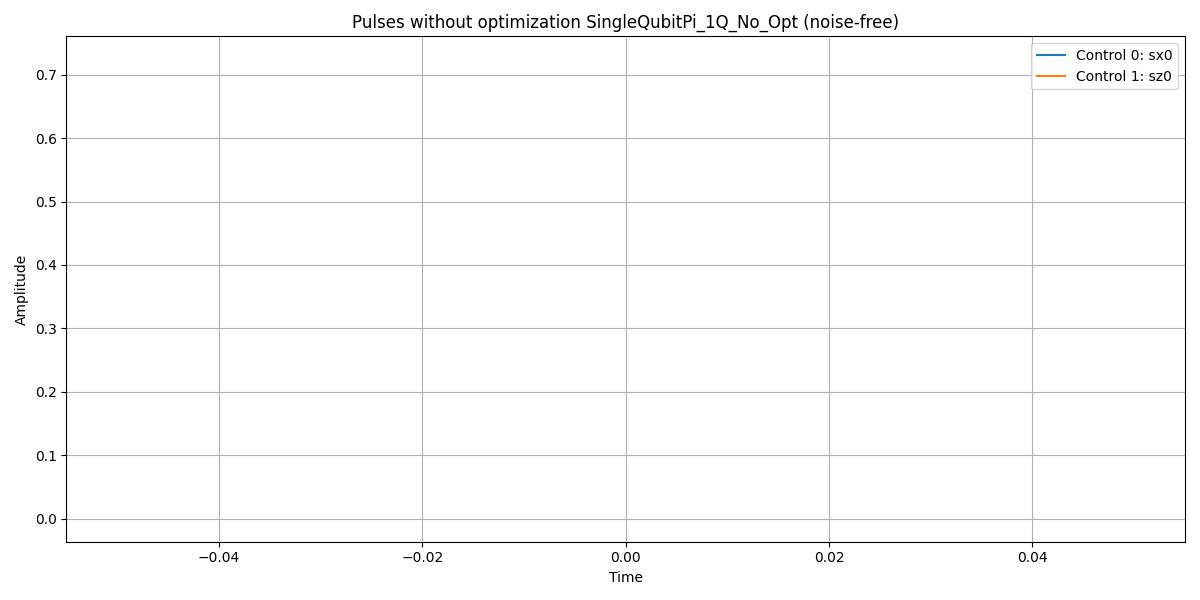 Pulses without optimization SingleQubitPi_1Q_No_Opt (noise-free)
Control 0: sx0
Control 1: sz0
Amplitude
0.7
0.6
0.5
0.4
0.3
0.2
0.1
0.0
−0.04
−0.02
0.00
0.02
0.04
Time